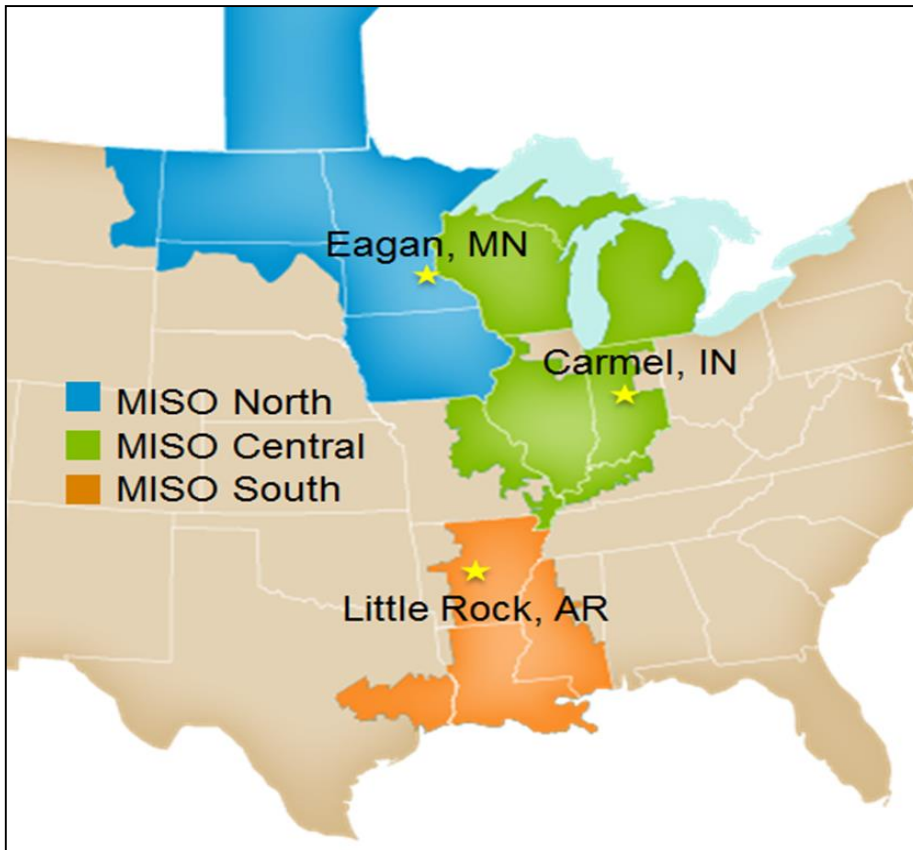 Eagan, MN
Carmel, IN
MISO North
MISO Central
MISO South
Little Rock, AR